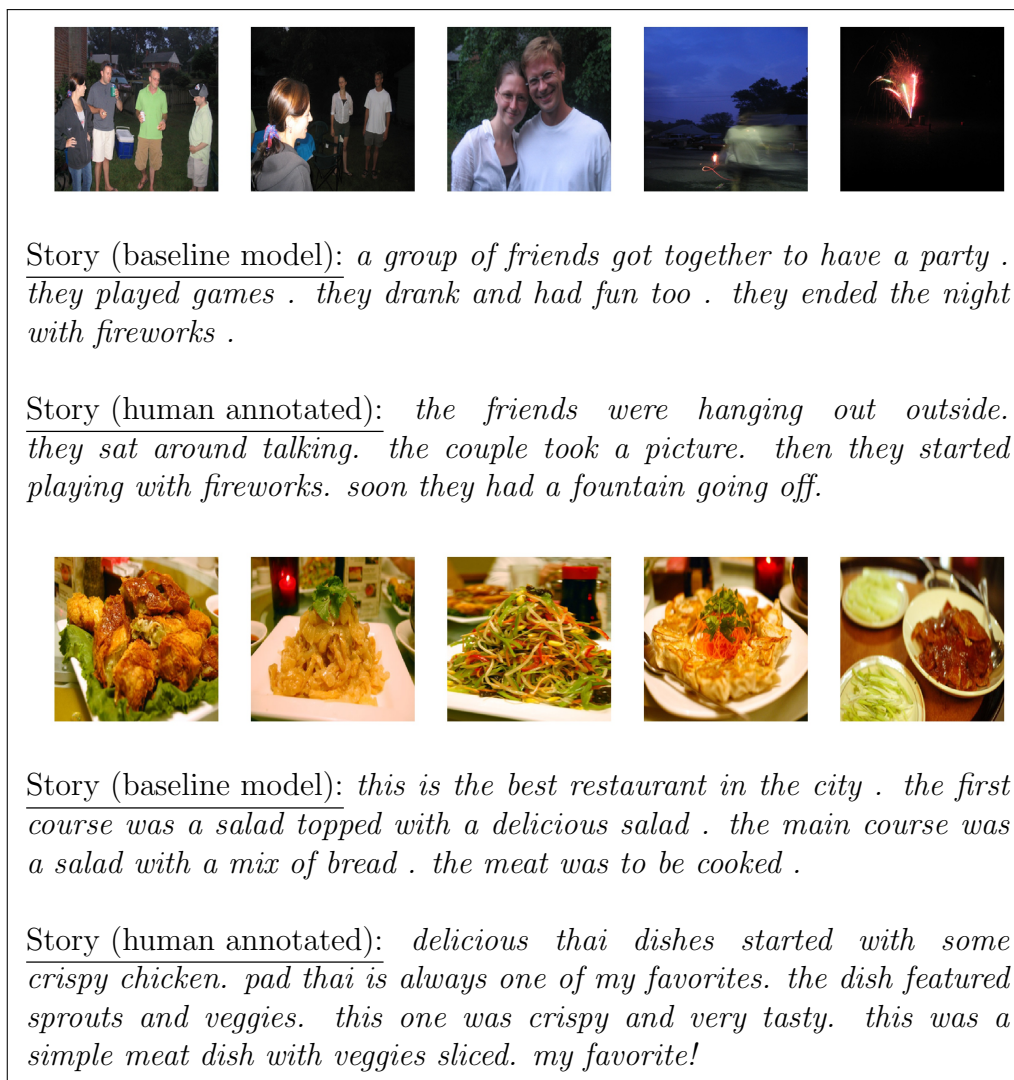 Story (baseline model): a group of friends got together to have a party .
they played games . they drank and had fun too . they ended the night
with fireworks .
Story (human annotated): the friends were hanging out outside.
they sat around talking. the couple took a picture. then they started
playing with fireworks. soon they had a fountain going off.
Story (baseline model): this is the best restaurant in the city . the first
course was a salad topped with a delicious salad . the main course was
a salad with a mix of bread . the meat was to be cooked .
Story (human annotated): delicious thai dishes started with some
crispy chicken. pad thai is always one of my favorites. the dish featured
sprouts and veggies. this one was crispy and very tasty. this was a
simple meat dish with veggies sliced. my favorite!